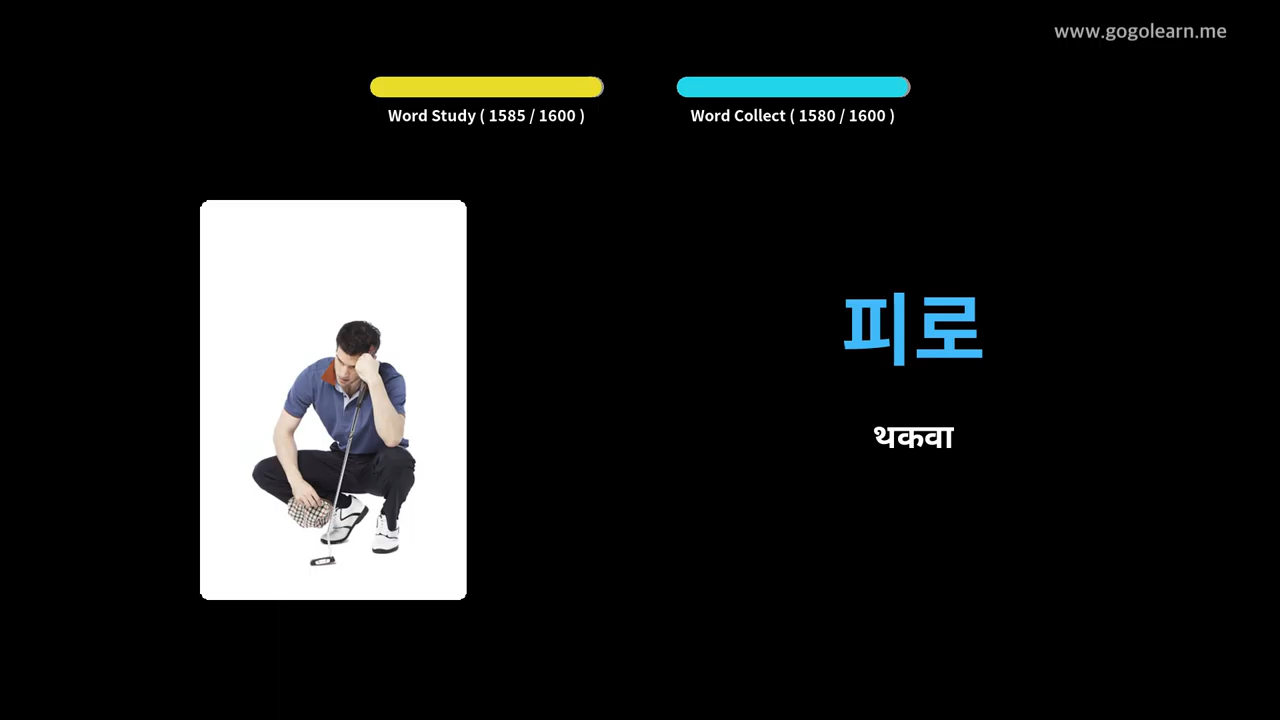 www.gogolearn.me
Word Study ( 1585 / 1600 )
Word Collect ( 1580 / 1600 )
피로
थकवा